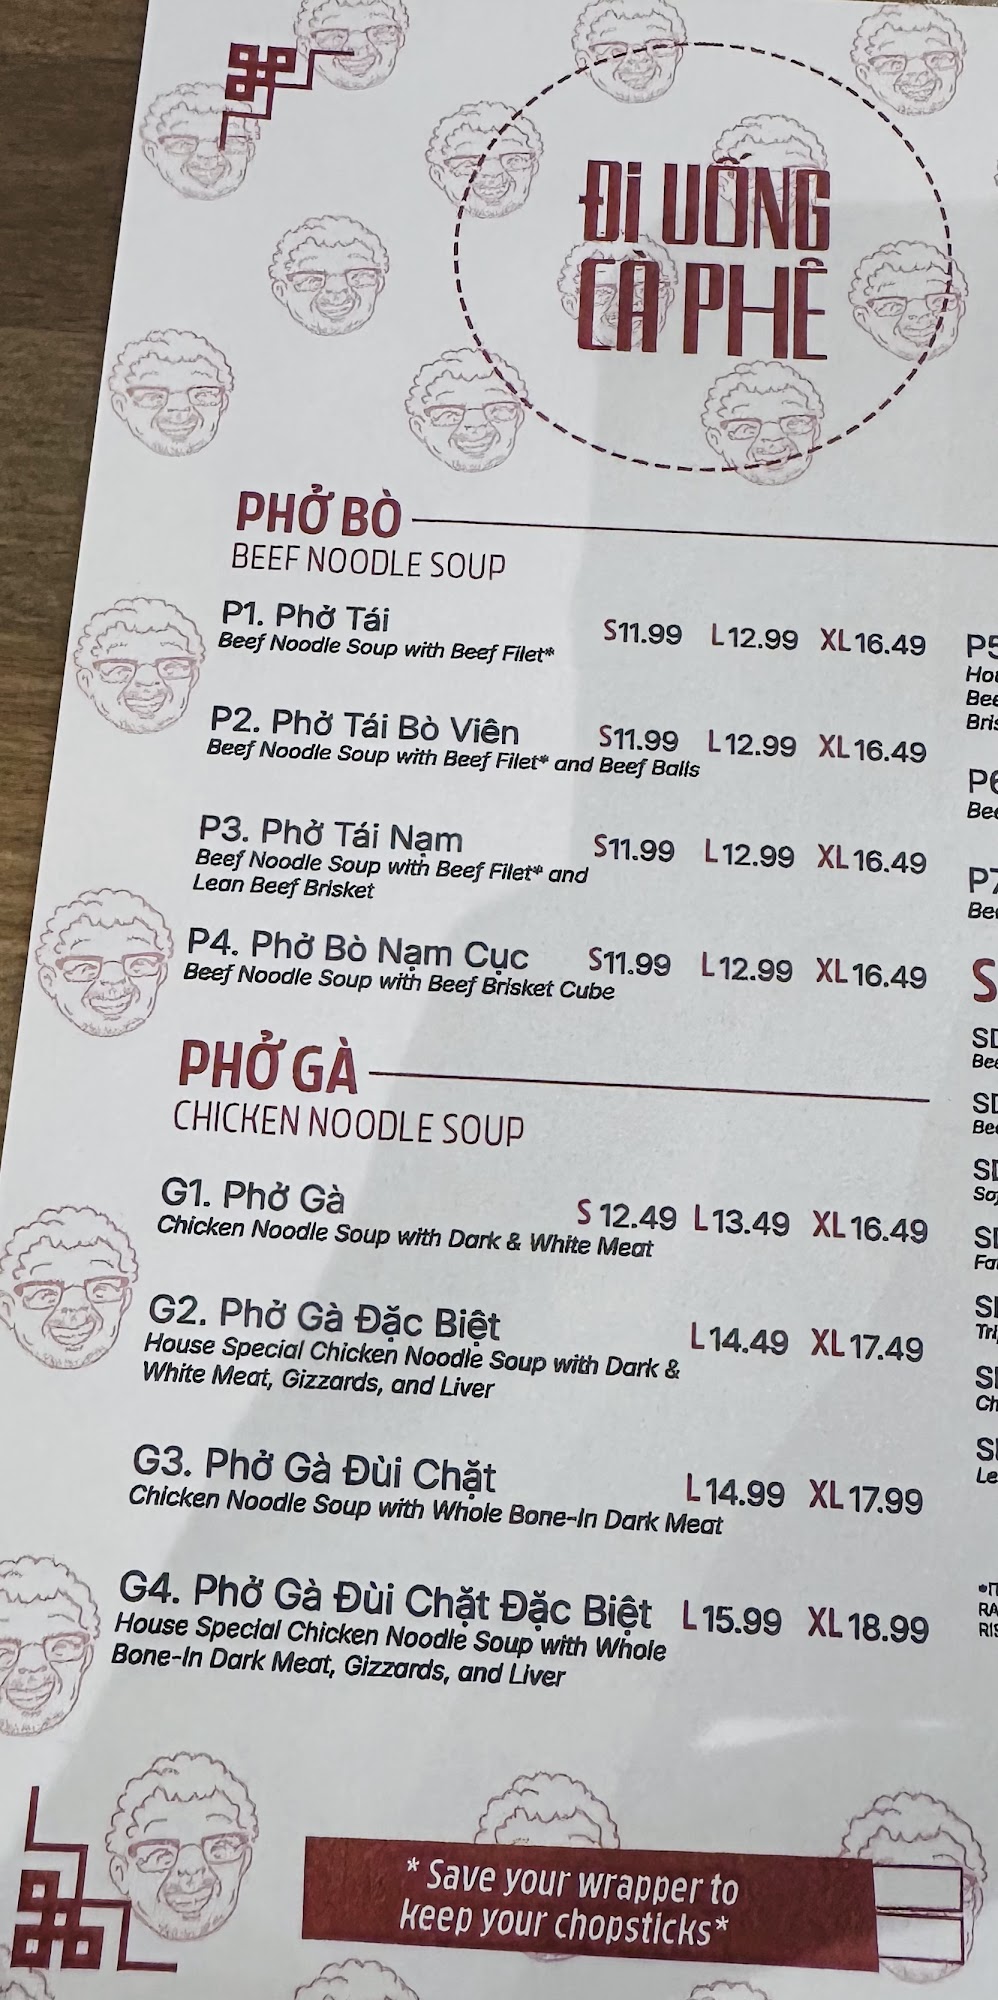 ĐI UỐNG
CÀ PHÊ
PHỞ BÒ
BEEF NOODLE SOUP
P1. Phở Tái S11.99 L12.99 XL16.49
Beef Noodle Soup with Beef Filet*
P2. Phở Tái Bò Viên S11.99 L12.99 XL16.49
Beef Noodle Soup with Beef Filet* and Beef Balls
P3. Phở Tái Nạm S11.99 L12.99 XL16.49
Beef Noodle Soup with Beef Filet* and
Lean Beef Brisket
P4. Phở Bò Nạm Cục S11.99 L12.99 XL16.49
Beef Noodle Soup with Beef Brisket Cube
PHỞ GÀ
CHICKEN NOODLE SOUP
G1. Phở Gà S 12.49 L13.49 XL16.49
Chicken Noodle Soup with Dark & White Meat
G2. Phở Gà Đặc Biệt L14.49 XL17.49
House Special Chicken Noodle Soup with Dark &
White Meat, Gizzards, and Liver
G3. Phở Gà Đùi Chặt L14.99 XL17.99
Chicken Noodle Soup with Whole Bone-In Dark Meat
G4. Phở Gà Đùi Chặt Đặc Biệt L15.99 XL18.99
House Special Chicken Noodle Soup with Whole
Bone-In Dark Meat, Gizzards, and Liver
* Save your wrapper to
keep your chopsticks*
P5
P6
P7